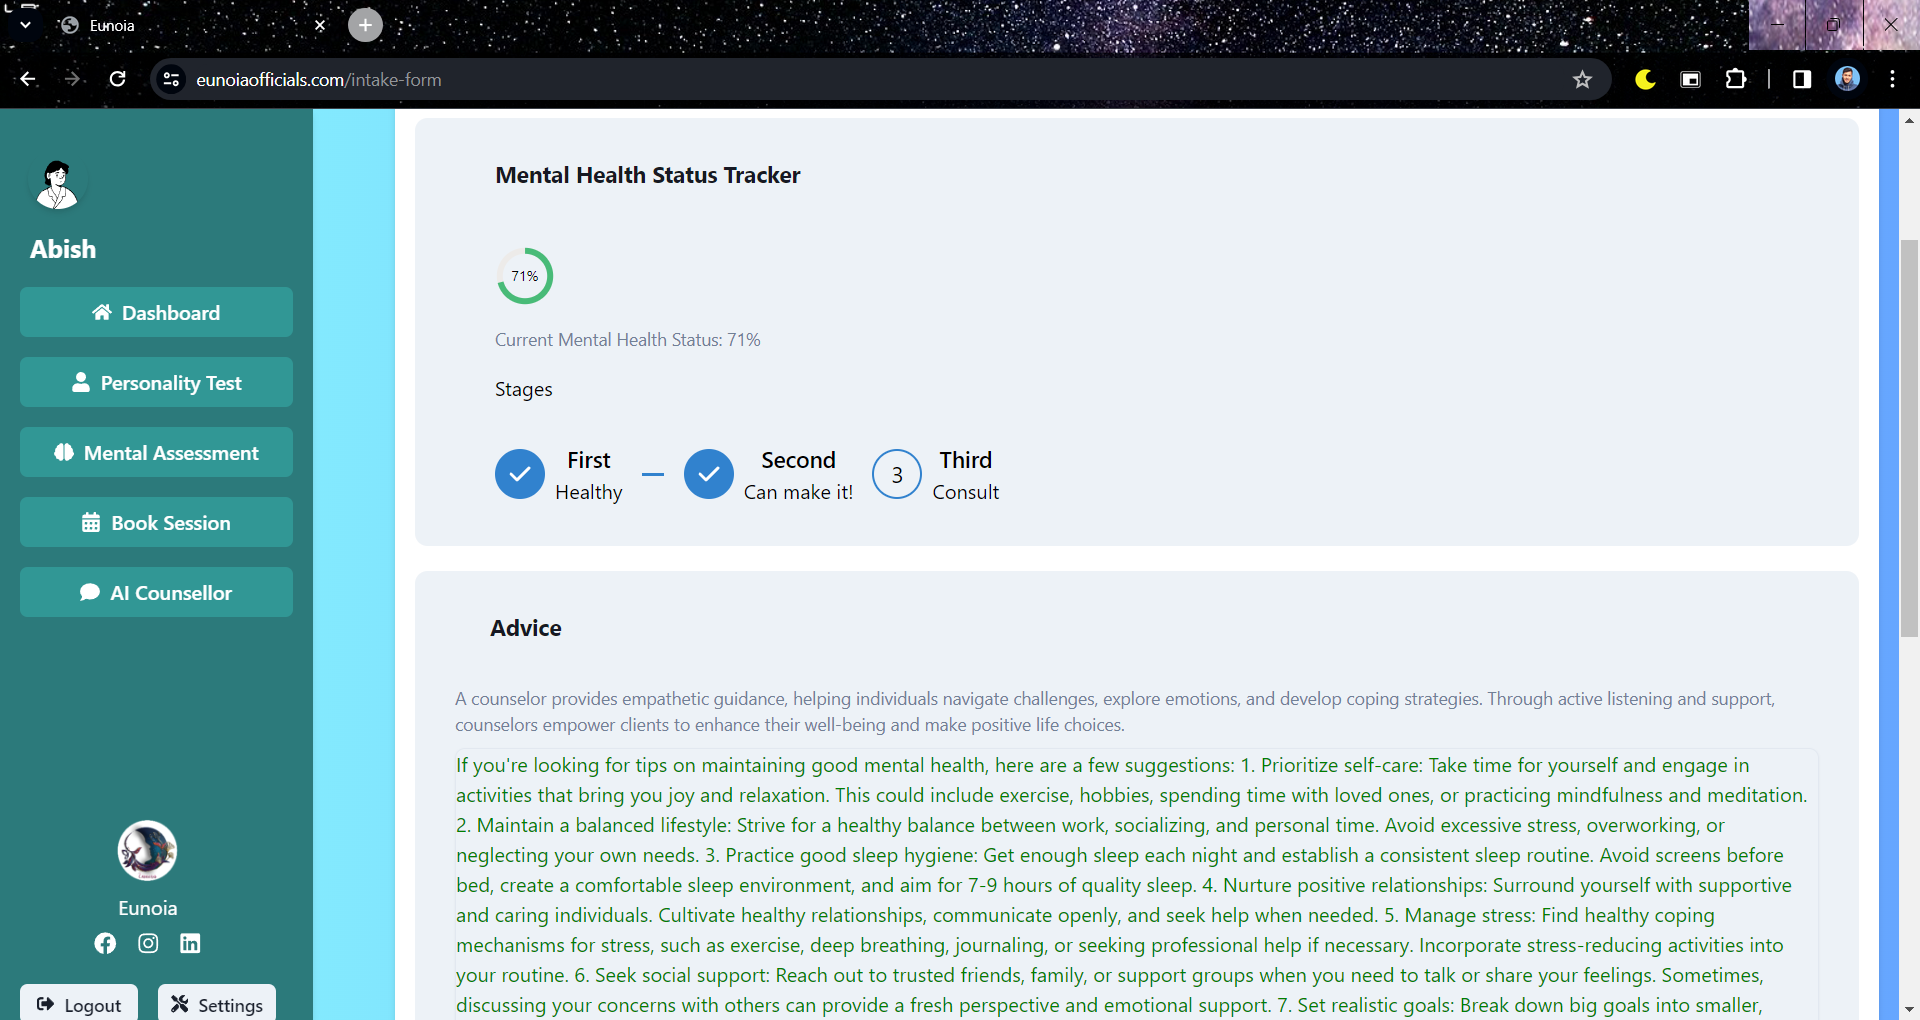 Eunoia
eunoiaofficials.com/intake-form
Abish
Dashboard
Personality Test
Mental Assessment
Book Session
AI Counsellor
Eunoia
Logout
Settings
Mental Health Status Tracker
71%
Current Mental Health Status: 71%
Stages
First
Healthy
Second
Can make it!
3
Third
Consult
Advice
A counselor provides empathetic guidance, helping individuals navigate challenges, explore emotions, and develop coping strategies. Through active listening and support,
counselors empower clients to enhance their well-being and make positive life choices.
If you're looking for tips on maintaining good mental health, here are a few suggestions: 1. Prioritize self-care: Take time for yourself and engage in
activities that bring you joy and relaxation. This could include exercise, hobbies, spending time with loved ones, or practicing mindfulness and meditation.
2. Maintain a balanced lifestyle: Strive for a healthy balance between work, socializing, and personal time. Avoid excessive stress, overworking, or
neglecting your own needs. 3. Practice good sleep hygiene: Get enough sleep each night and establish a consistent sleep routine. Avoid screens before
bed, create a comfortable sleep environment, and aim for 7-9 hours of quality sleep. 4. Nurture positive relationships: Surround yourself with supportive
and caring individuals. Cultivate healthy relationships, communicate openly, and seek help when needed. 5. Manage stress: Find healthy coping
mechanisms for stress, such as exercise, deep breathing, journaling, or seeking professional help if necessary. Incorporate stress-reducing activities into
your routine. 6. Seek social support: Reach out to trusted friends, family, or support groups when you need to talk or share your feelings. Sometimes,
discussing your concerns with others can provide a fresh perspective and emotional support. 7. Set realistic goals: Break down big goals into smaller,